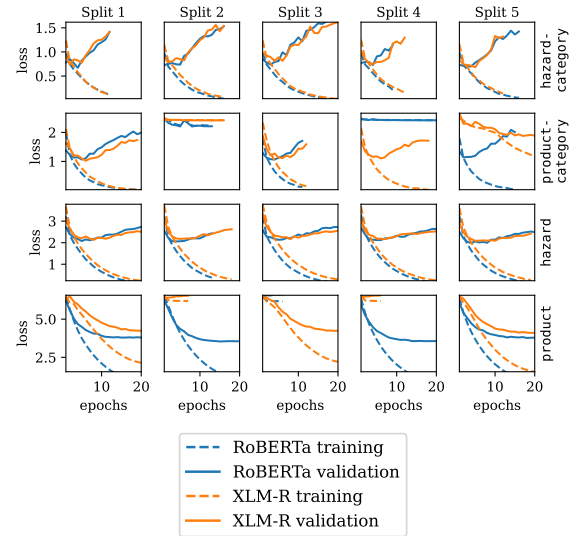 Split 1 Split 2 Split 3 Split 4 Split 5
1.5
1.0
0.5
loss
hazard-
category
2
1
loss
product-
category
3
2
1
loss
hazard
5.0
2.5
loss
product
10 20 10 20 10 20 10 20 10 20
epochs epochs epochs epochs epochs
RoBERTa training
RoBERTa validation
XLM-R training
XLM-R validation